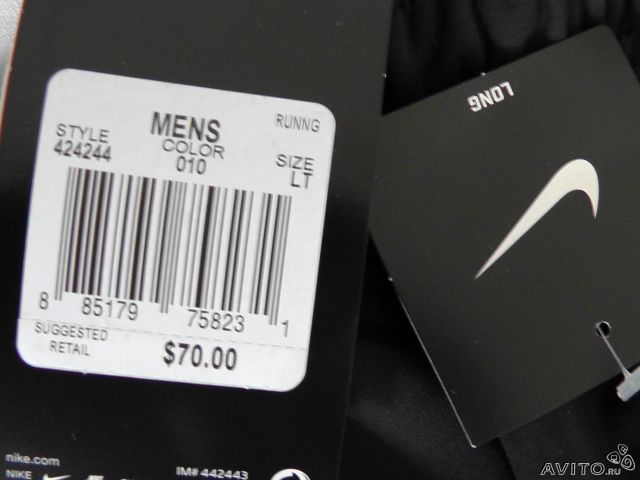 MENS
RUNNG
STYLE
424244
COLOR
010
SIZE
LT
8 85179 75823 1
SUGGESTED
RETAIL
$70.00
nike.com
NIKE
IM# 442443
LONG
AVITO.ru